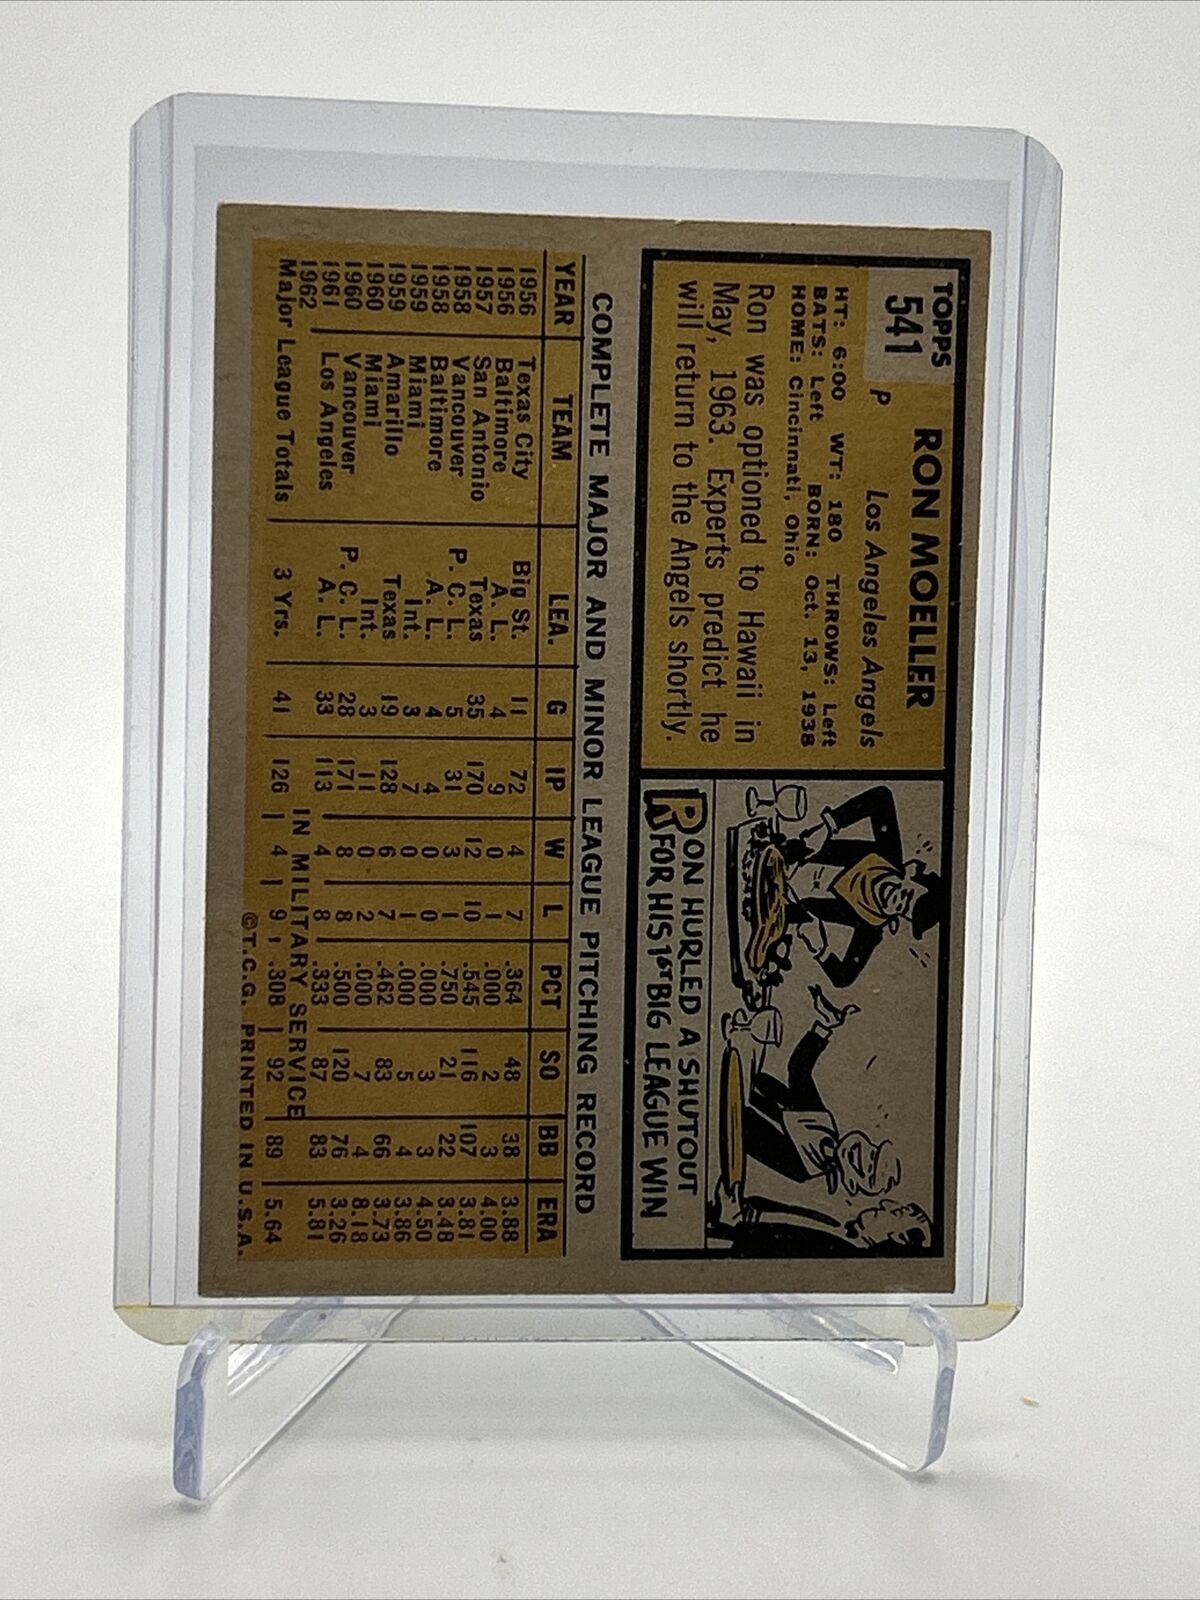 TOPPS
541
RON MOELLER
P Los Angeles Angels
HT: 6:00 WT: 180 THROWS: Left
BATS: Left BORN: Oct. 13, 1938
HOME: Cincinnati, Ohio
Ron was optioned to Hawaii in
May, 1963. Experts predict he
will return to the Angels shortly.
RON HURLED A SHUTOUT
FOR HIS 1ST BIG LEAGUE WIN
COMPLETE MAJOR AND MINOR LEAGUE PITCHING RECORD
YEAR TEAM LEA. G IP W L PCT SO BB ERA
1956 Texas City Big St. 11 72 4 7 .364 48 38 3.88
1956 Baltimore A. L. 4 9 0 1 .000 2 3 4.00
1957 San Antonio Texas 35 170 12 10 .545 116 107 3.81
1958 Vancouver P. C. L. 5 31 3 1 .750 21 22 3.48
1958 Baltimore A. L. 4 4 0 0 .000 3 3 4.50
1959 Miami Int. 3 7 0 1 .000 5 4 3.86
1959 Amarillo Texas 19 128 6 7 .462 83 66 3.73
1960 Miami Int. 3 11 0 2 .000 7 4 8.18
1960 Vancouver P. C. L. 28 171 8 8 .500 120 76 3.26
1961 Los Angeles A. L. 33 113 4 8 .333 87 83 5.81
1962 IN MILITARY SERVICE
Major League Totals 3 Yrs. 41 126 4 9 .308 92 89 5.64
©T.C.G. PRINTED IN U.S.A.